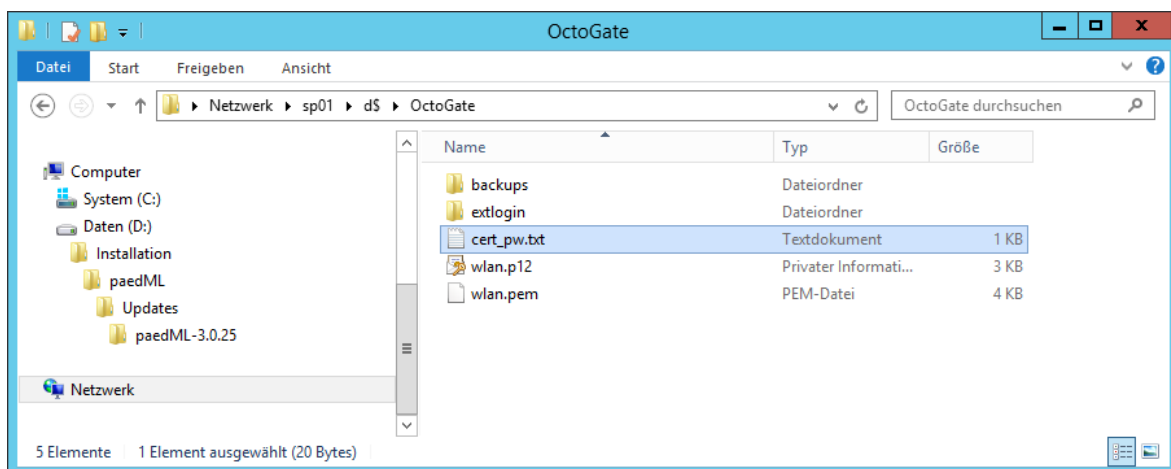 OctoGate
Datei Start Freigeben Ansicht
Netzwerk sp01 d$ OctoGate
OctoGate durchsuchen
Computer
System (C:)
Daten (D:)
Installation
paedML
Updates
paedML-3.0.25
Netzwerk
Name Typ Größe
backups Dateiordner
extlogin Dateiordner
cert_pw.txt Textdokument 1 KB
wlan.p12 Privater Informati... 3 KB
wlan.pem PEM-Datei 4 KB
5 Elemente 1 Element ausgewählt (20 Bytes)